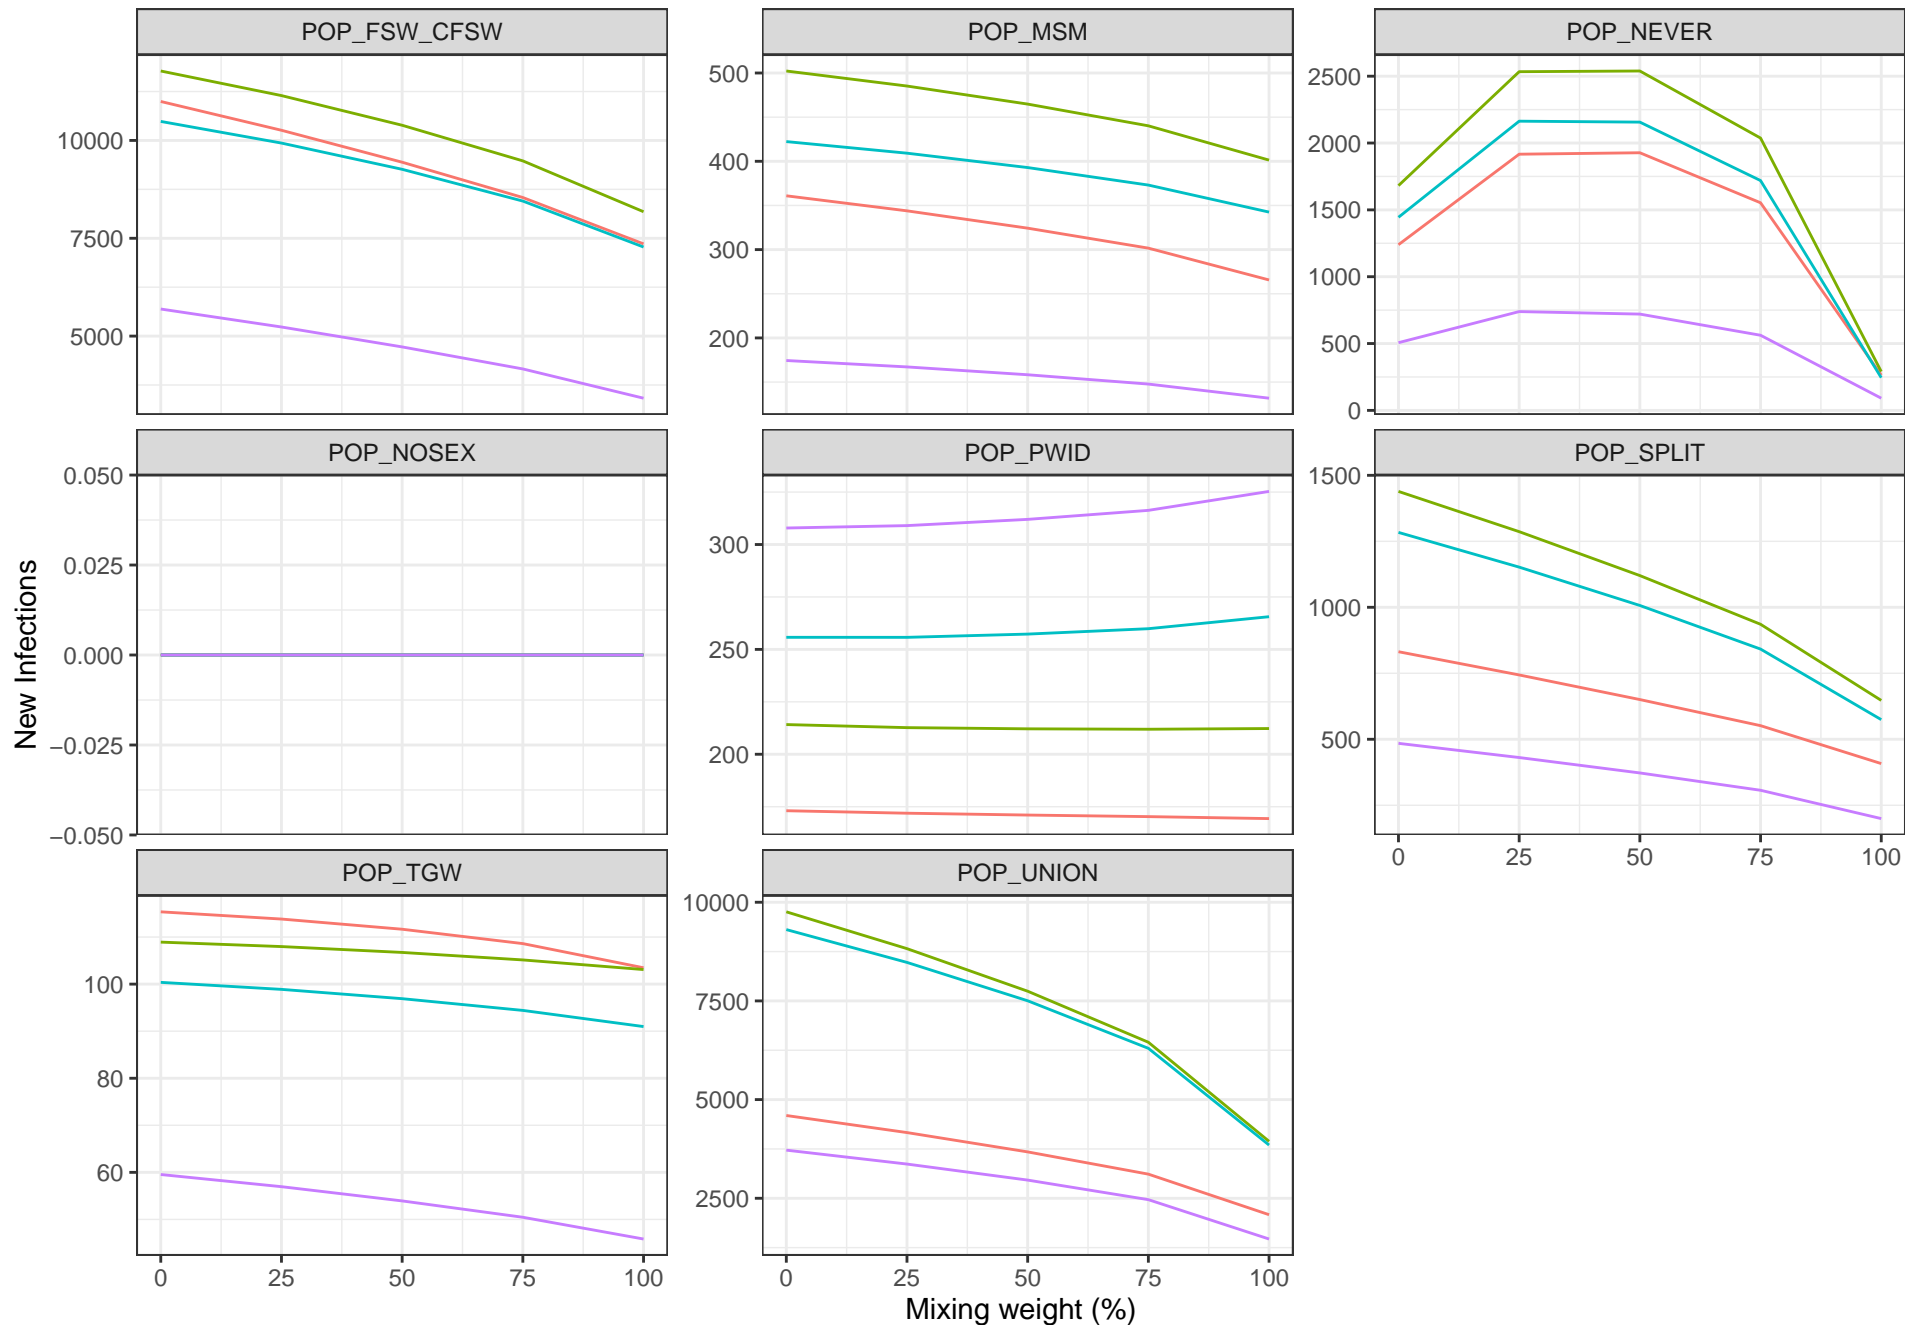 POP_FSW_CFSW
POP_MSM
POP_NEVER
10000
7500
5000
500
400
300
200
2500
2000
1500
1000
500
0
POP_NOSEX
POP_PWID
POP_SPLIT
0.050
0.025
0.000
−0.025
−0.050
300
250
200
1500
1000
500
0 25 50 75 100
POP_TGW
POP_UNION
100
80
60
10000
7500
5000
2500
0 25 50 75 100
0 25 50 75 100
New Infections
Mixing weight (%)